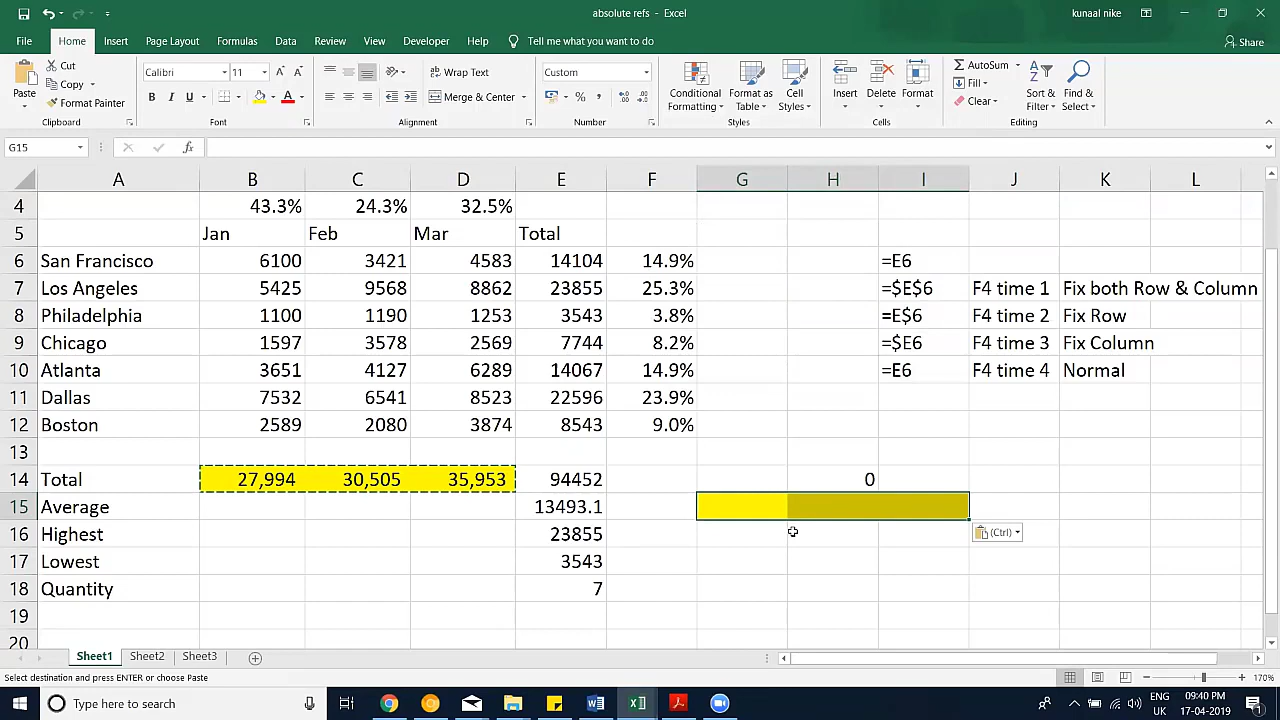 absolute refs - Excel
kunaal nike
File Home Insert Page Layout Formulas Data Review View Developer Help Tell me what you want to do
Share
Paste
Cut
Copy
Format Painter
Clipboard
Calibri 11
B I U
Font
Wrap Text
Merge & Center
Alignment
Custom
Number
Conditional Formatting
Format as Table
Cell Styles
Styles
Insert Delete Format
Cells
AutoSum
Fill
Clear
Sort & Filter
Find & Select
Editing
G15
fx
A B C D E F G H I J K L
4 43.3% 24.3% 32.5%
5 Jan Feb Mar Total
6 San Francisco 6100 3421 4583 14104 14.9% =E6
7 Los Angeles 5425 9568 8862 23855 25.3% =$E$6 F4 time 1 Fix both Row & Column
8 Philadelphia 1100 1190 1253 3543 3.8% =E$6 F4 time 2 Fix Row
9 Chicago 1597 3578 2569 7744 8.2% =$E6 F4 time 3 Fix Column
10 Atlanta 3651 4127 6289 14067 14.9% =E6 F4 time 4 Normal
11 Dallas 7532 6541 8523 22596 23.9%
12 Boston 2589 2080 3874 8543 9.0%
13
14 Total 27,994 30,505 35,953 94452 0
15 Average 13493.1
16 Highest 23855
(Ctrl)
17 Lowest 3543
18 Quantity 7
19
20
Sheet1 Sheet2 Sheet3
Select destination and press ENTER or choose Paste
170%
Type here to search
ENG
UK
09:40 PM
17-04-2019